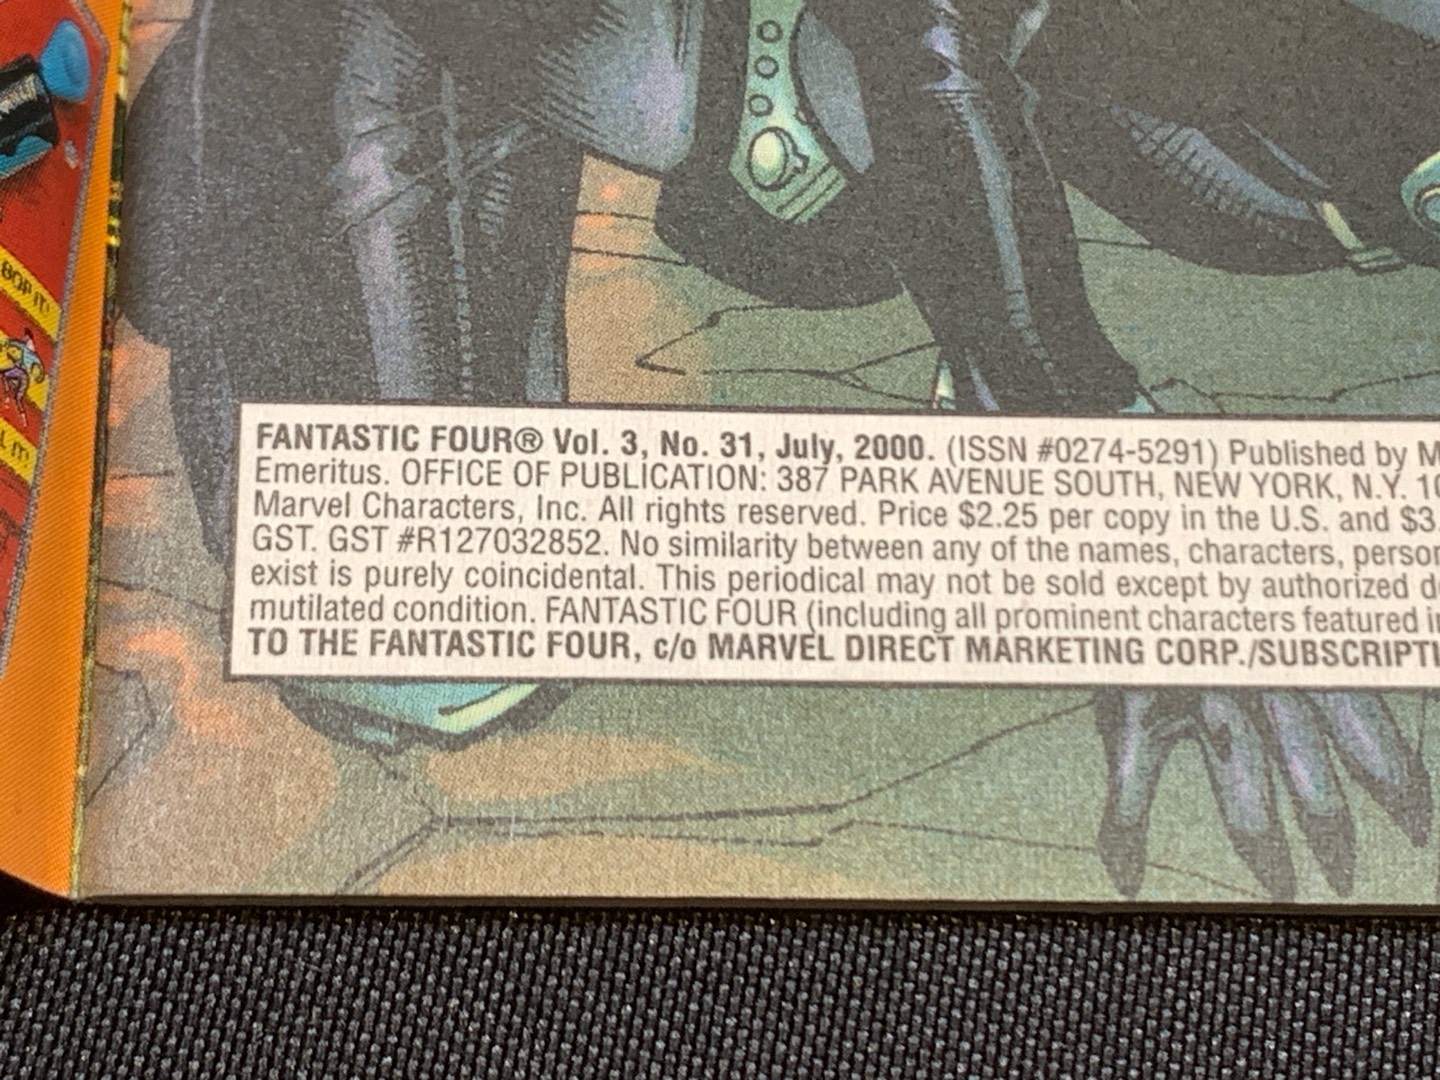 BOP IT!
FANTASTIC FOUR® Vol. 3, No. 31, July, 2000. (ISSN #0274-5291) Published by M
Emeritus. OFFICE OF PUBLICATION: 387 PARK AVENUE SOUTH, NEW YORK, N.Y. 10
Marvel Characters, Inc. All rights reserved. Price $2.25 per copy in the U.S. and $3.
GST. GST #R127032852. No similarity between any of the names, characters, person
exist is purely coincidental. This periodical may not be sold except by authorized d
mutilated condition. FANTASTIC FOUR (including all prominent characters featured i
TO THE FANTASTIC FOUR, c/o MARVEL DIRECT MARKETING CORP./SUBSCRIPTI